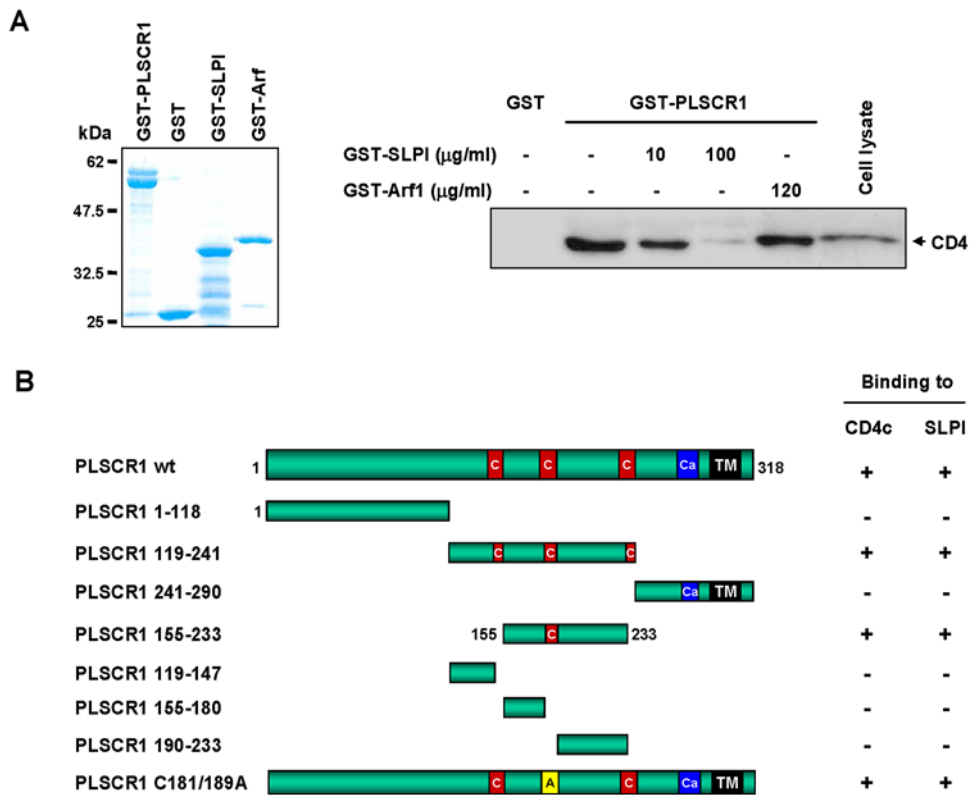 A
GST-PLSCR1
GST
GST-SLPI
GST-Arf
kDa
62
47.5
32.5
25
GST GST-PLSCR1
Cell lysate
GST-SLPI (μg/ml) - - 10 100 -
GST-Arf1 (μg/ml) - - - - 120
CD4
B
Binding to
CD4c SLPI
PLSCR1 wt 1 C C C Ca TM 318 + +
PLSCR1 1-118 1 - -
PLSCR1 119-241 C C C + +
PLSCR1 241-290 Ca TM - -
PLSCR1 155-233 155 C 233 + +
PLSCR1 119-147 - -
PLSCR1 155-180 - -
PLSCR1 190-233 - -
PLSCR1 C181/189A C A C Ca TM + +